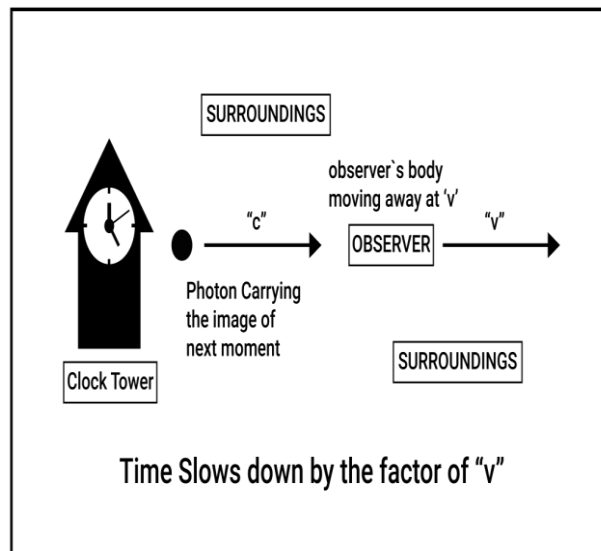 SURROUNDINGS
observer`s body
moving away at ‘v’
“c”
“v”
OBSERVER
Photon Carrying
the image of
next moment
SURROUNDINGS
Clock Tower
Time Slows down by the factor of “v”